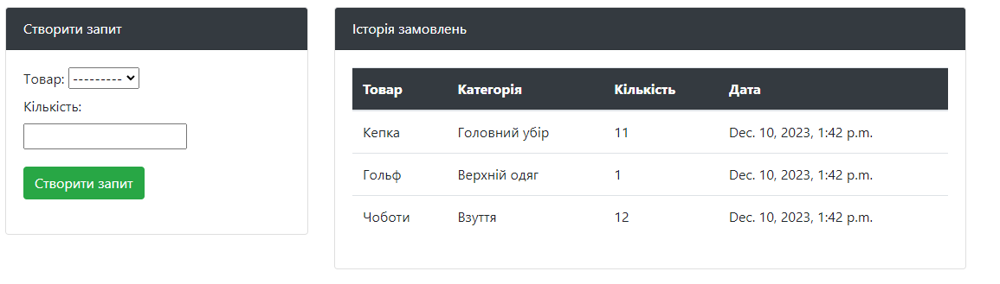 Створити запит
Товар: ---------
Кількість:
Створити запит
Історія замовлень
Товар Категорія Кількість Дата
Кепка Головний убір 11 Dec. 10, 2023, 1:42 p.m.
Гольф Верхній одяг 1 Dec. 10, 2023, 1:42 p.m.
Чоботи Взуття 12 Dec. 10, 2023, 1:42 p.m.